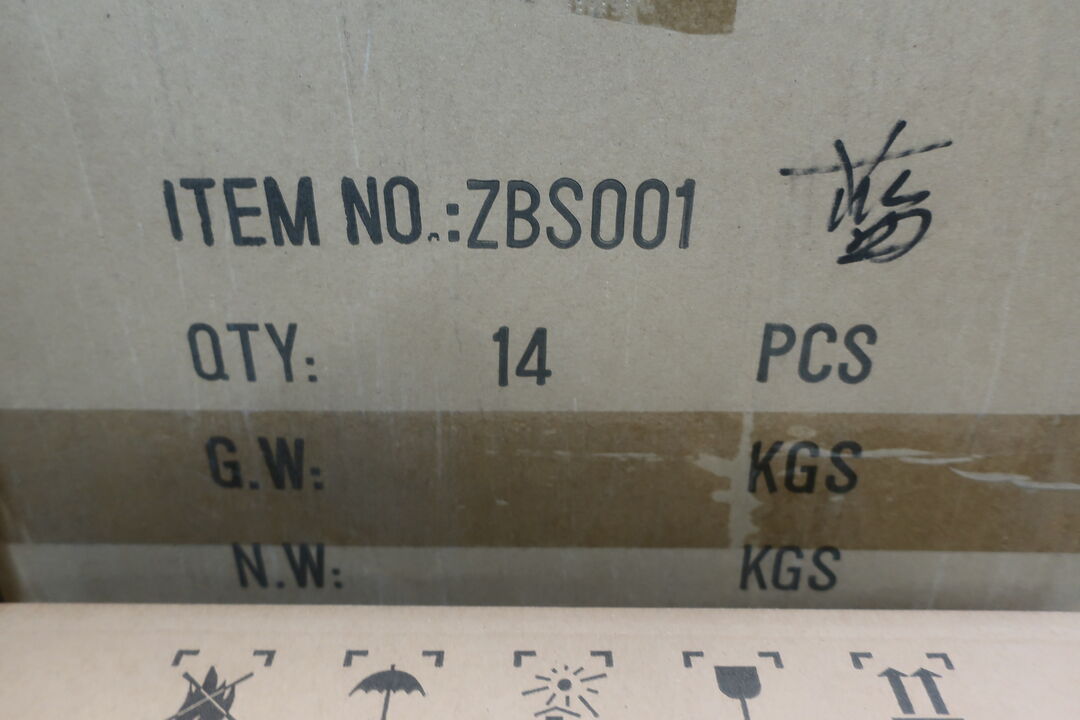 ITEM NO.:ZBS001 蓝
QTY: 14 PCS
G.W: KGS
N.W: KGS